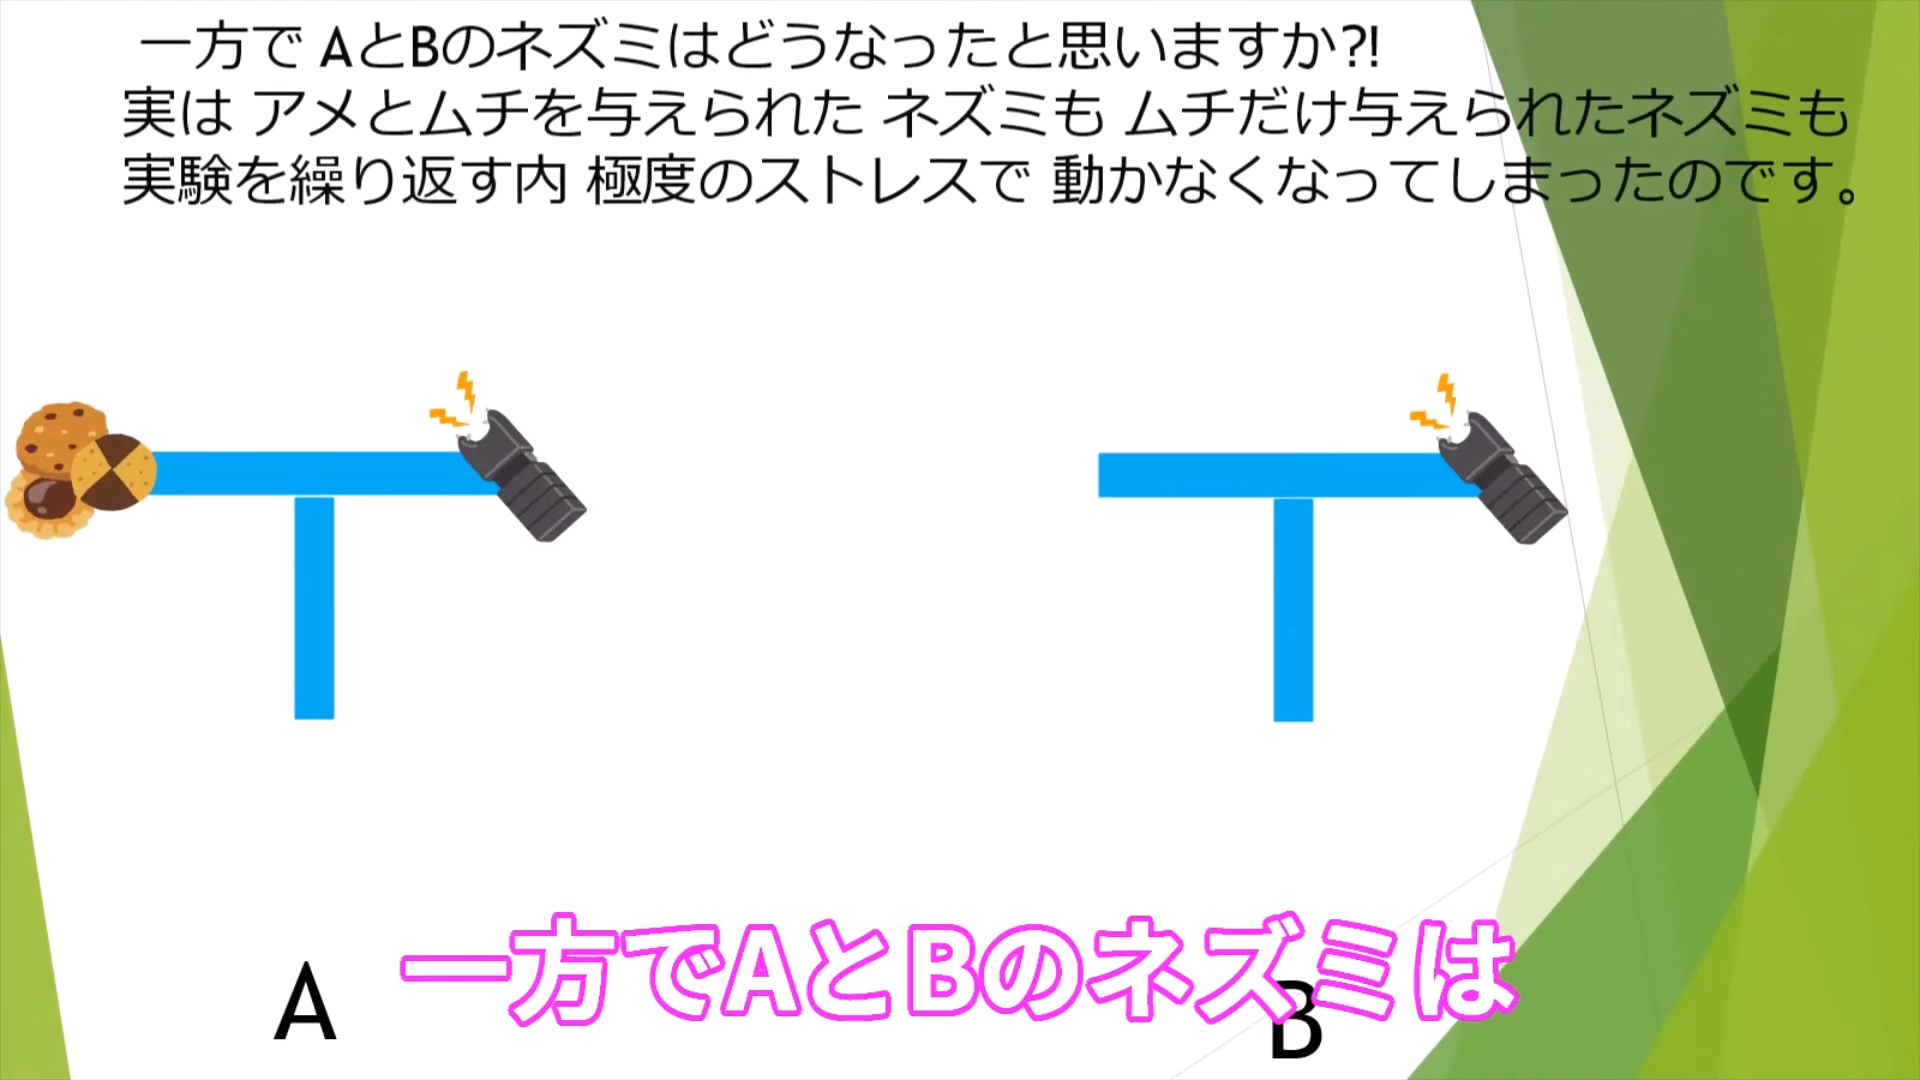 一方で AとBのネズミはどうなったと思いますか?!
実は アメとムチを与えられた ネズミも ムチだけ与えられたネズミも
実験を繰り返す内 極度のストレスで 動かなくなってしまったのです。
A
B
一方でAとBのネズミは